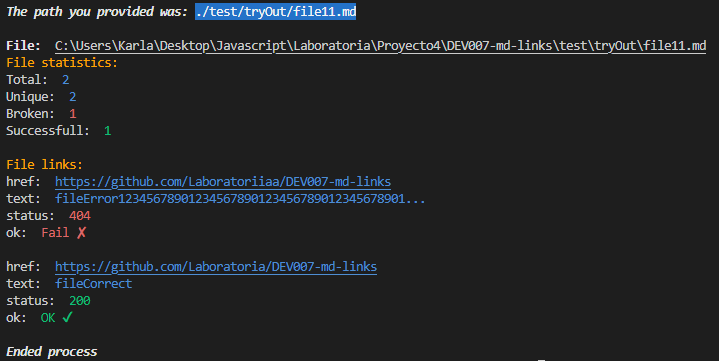 The path you provided was: ./test/tryOut/file11.md
File: C:\Users\Karla\Desktop\Javascript\Laboratoria\Proyecto4\DEV007-md-links\test\tryOut\file11.md
File statistics:
Total: 2
Unique: 2
Broken: 1
Successfull: 1
File links:
href: https://github.com/Laboratoriiaa/DEV007-md-links
text: fileError12345678901234567890123456789012345678901...
status: 404
ok: Fail ✗
href: https://github.com/Laboratoria/DEV007-md-links
text: fileCorrect
status: 200
ok: OK ✓
Ended process